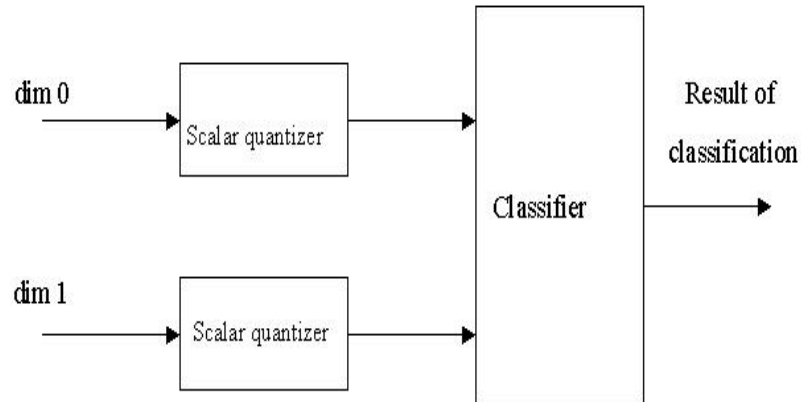 dim 0
Scalar quantizer
Result of
classification
Classifier
dim 1
Scalar quantizer